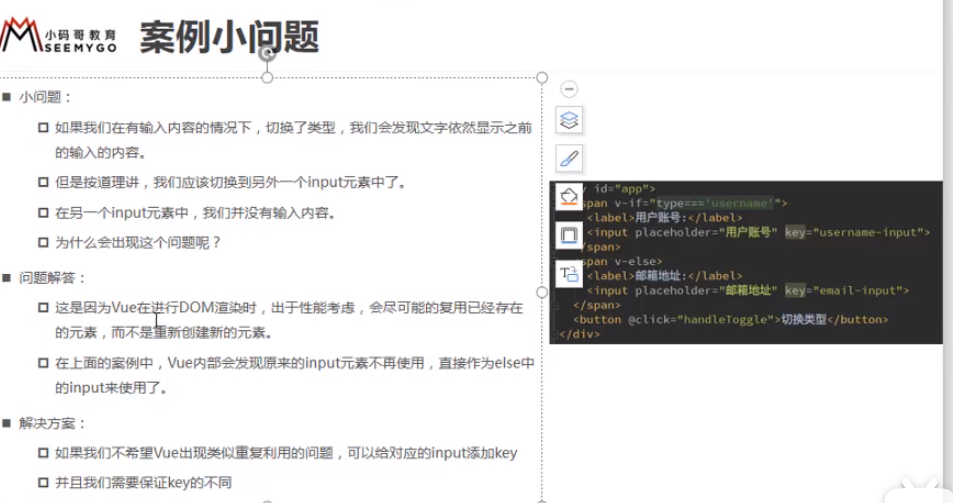 小码哥教育
SEEMYGO
案例小问题
小问题：
如果我们在有输入内容的情况下，切换了类型，我们会发现文字依然显示之前
的输入的内容。
但是按道理讲，我们应该切换到另外一个input元素中了。
在另一个input元素中，我们并没有输入内容。
为什么会出现这个问题呢？
问题解答：
这是因为Vue在进行DOM渲染时，出于性能考虑，会尽可能的复用已经存在
的元素，而不是重新创建新的元素。
在上面的案例中，Vue内部会发现原来的input元素不再使用，直接作为else中
的input来使用了。
解决方案：
如果我们不希望Vue出现类似重复利用的问题，可以给对应的input添加key
并且我们需要保证key的不同
id="app">
span v-if="type==='username'">
<label>用户账号:</label>
<input placeholder="用户账号" key="username-input">
/span>
span v-else>
<label>邮箱地址:</label>
<input placeholder="邮箱地址" key="email-input">
</span>
<button @click="handleToggle">切换类型</button>
</div>